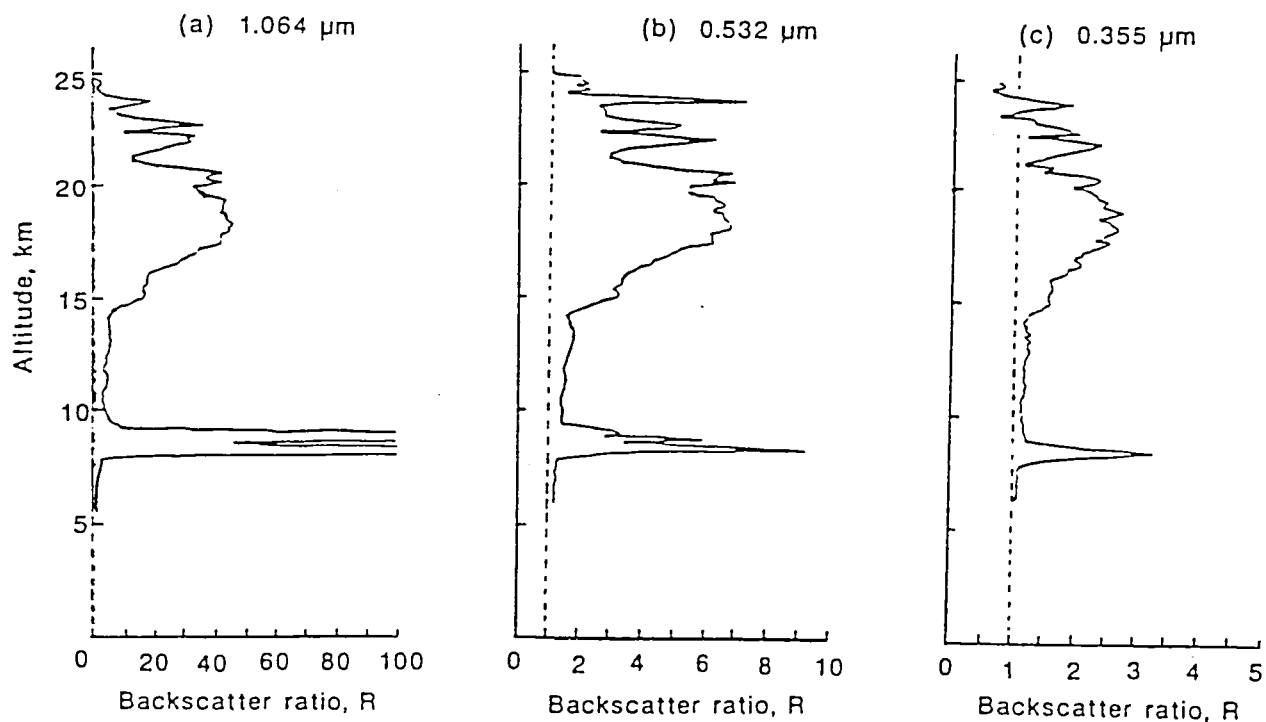 (a) 1.064 μm
(b) 0.532 μm
(c) 0.355 μm
Altitude, km
25
20
15
10
5
0 20 40 60 80 100
0 2 4 6 8 10
0 1 2 3 4 5
Backscatter ratio, R
Backscatter ratio, R
Backscatter ratio, R